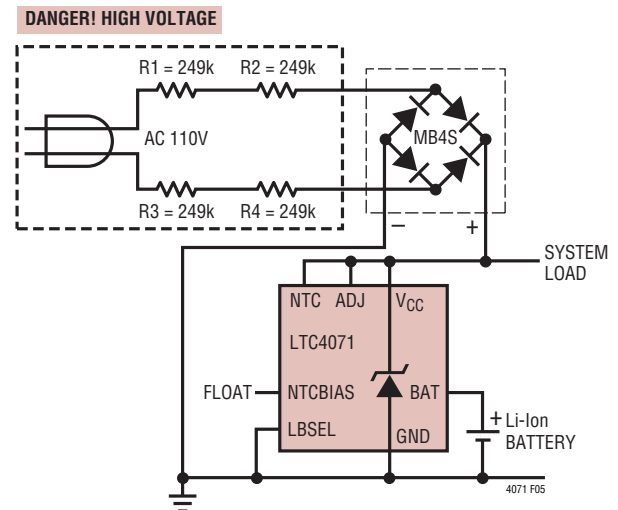 DANGER! HIGH VOLTAGE
R1 = 249k R2 = 249k
AC 110V
MB4S
R3 = 249k R4 = 249k
– +
SYSTEM
LOAD
NTC ADJ VCC
LTC4071
FLOAT NTCBIAS BAT
LBSEL
GND
+ Li-Ion
BATTERY
4071 F05